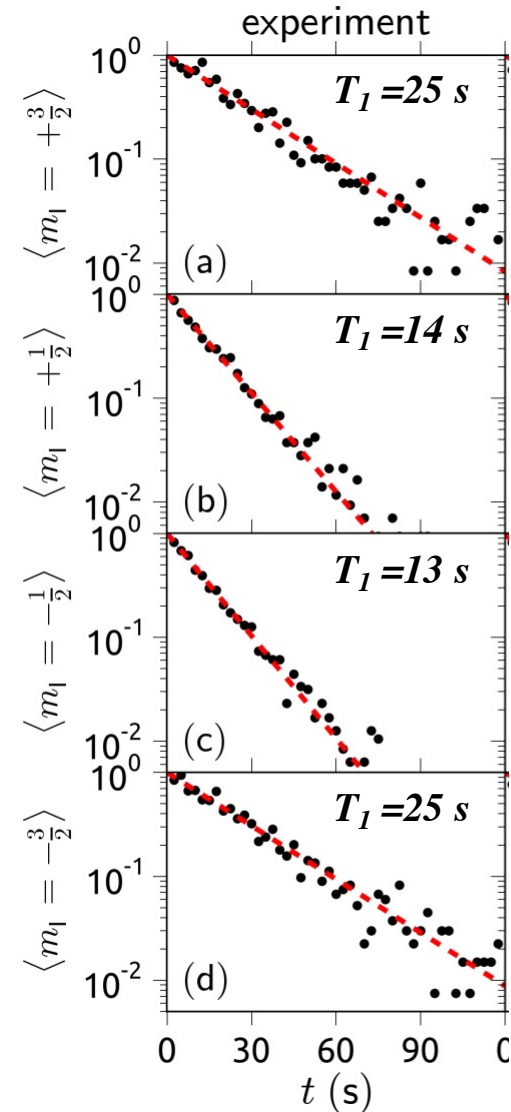 experiment
⟨m_I = +3/2⟩
10^0
10^-1
10^-2
T_1 =25 s
(a)
⟨m_I = +1/2⟩
10^0
10^-1
10^-2
T_1 =14 s
(b)
⟨m_I = −1/2⟩
10^0
10^-1
10^-2
T_1 =13 s
(c)
⟨m_I = −3/2⟩
10^0
10^-1
10^-2
T_1 =25 s
(d)
0 30 60 90 0
t (s)